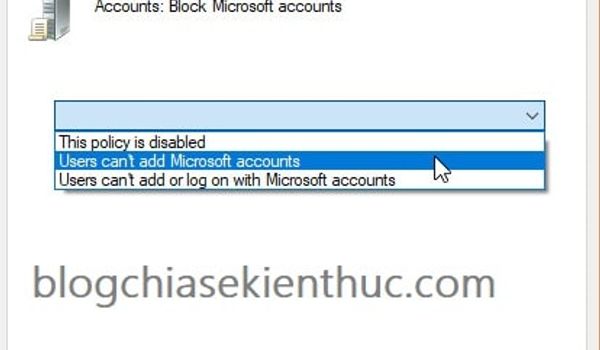 Accounts: Block Microsoft accounts
This policy is disabled
Users can't add Microsoft accounts
Users can't add or log on with Microsoft accounts
blogchiasekienthuc.com